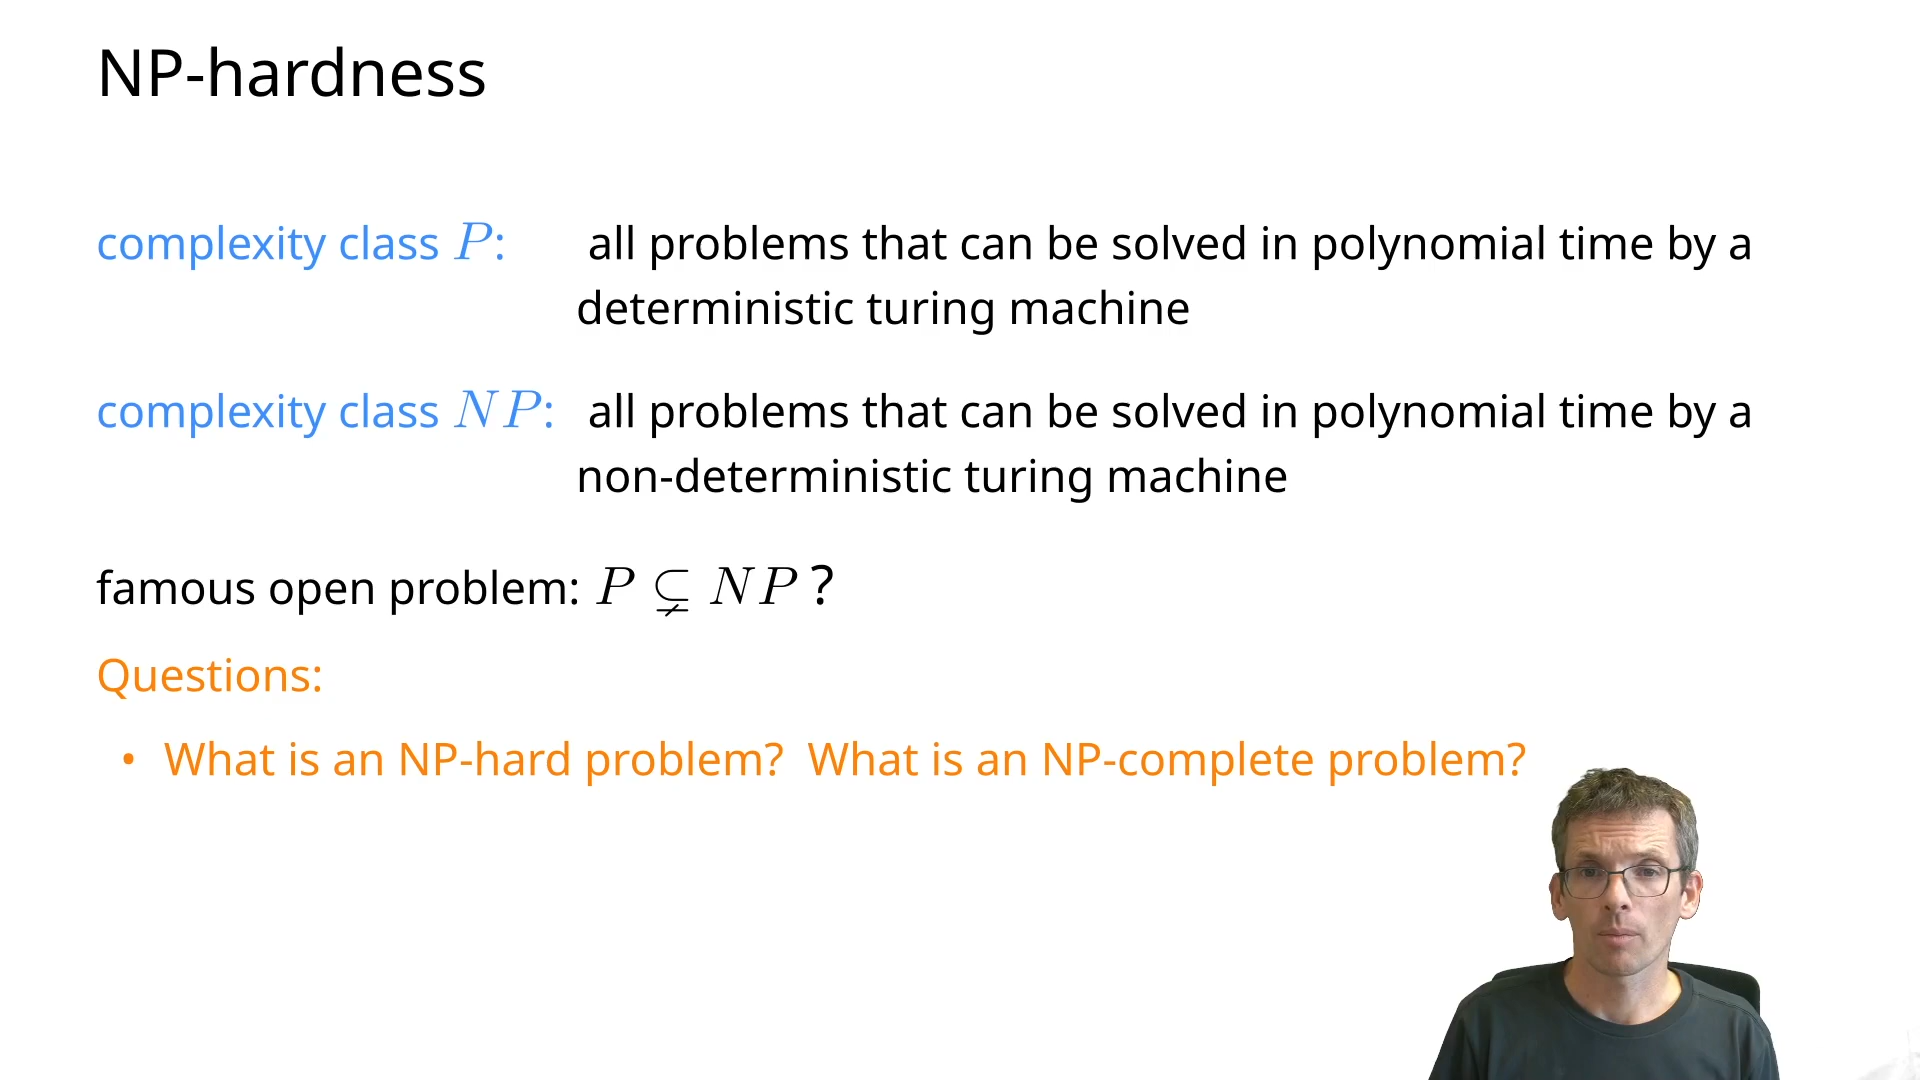 NP-hardness
complexity class P: all problems that can be solved in polynomial time by a
deterministic turing machine
complexity class NP: all problems that can be solved in polynomial time by a
non-deterministic turing machine
famous open problem: P ⊊ NP ?
Questions:
• What is an NP-hard problem? What is an NP-complete problem?